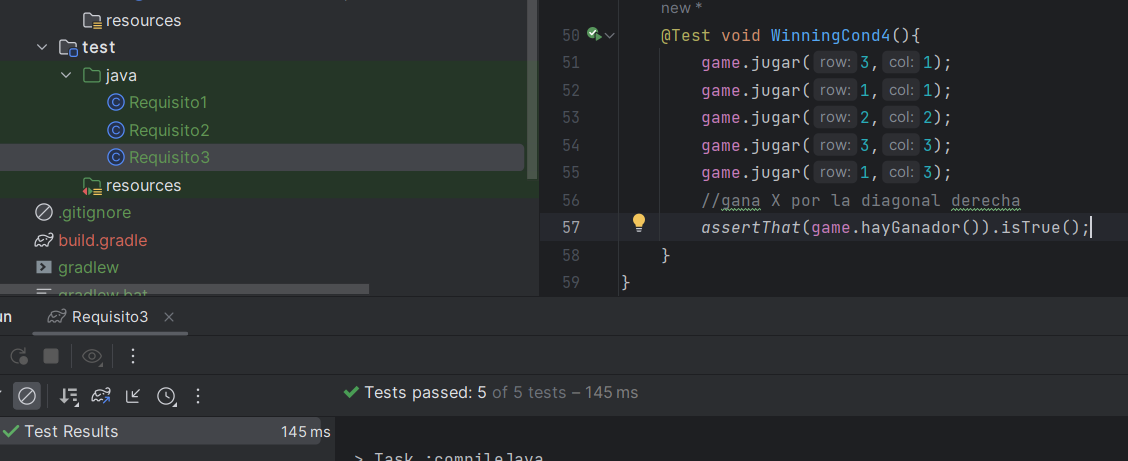 resources
test
java
Requisito1
Requisito2
Requisito3
resources
.gitignore
build.gradle
gradlew
gradlew.bat
new *
50 @Test void WinningCond4(){
51 game.jugar( row: 3, col: 1);
52 game.jugar( row: 1, col: 1);
53 game.jugar( row: 2, col: 2);
54 game.jugar( row: 3, col: 3);
55 game.jugar( row: 1, col: 3);
56 //gana X por la diagonal derecha
57 assertThat(game.hayGanador()).isTrue();
58 }
59 }
un Requisito3 ×
Tests passed: 5 of 5 tests – 145 ms
Test Results 145 ms
> Task :compileJava